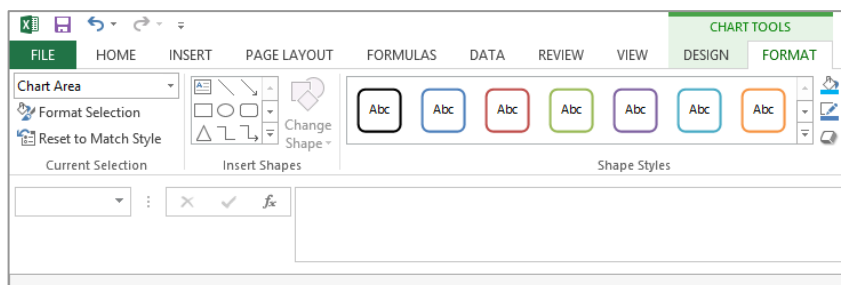 CHART TOOLS
FILE HOME INSERT PAGE LAYOUT FORMULAS DATA REVIEW VIEW DESIGN FORMAT
Chart Area
Format Selection
Reset to Match Style
Current Selection
Change
Shape
Insert Shapes
Abc Abc Abc Abc Abc Abc Abc
Shape Styles
fx